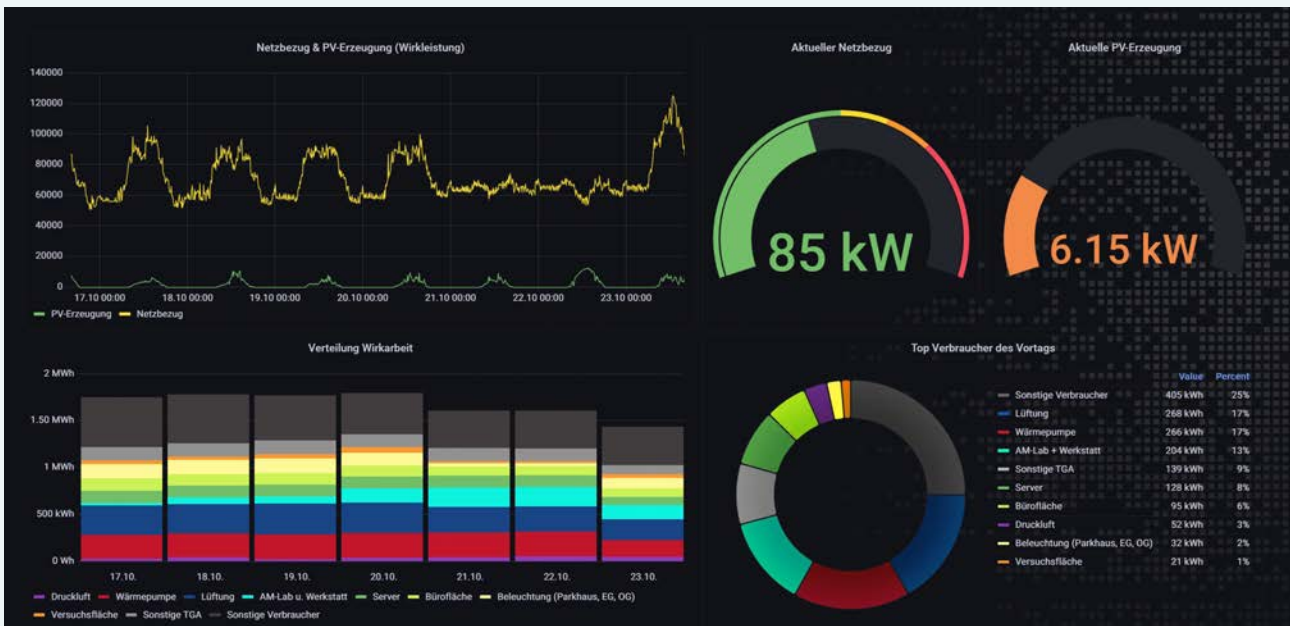 Netzbezug & PV-Erzeugung (Wirkleistung)
140000
120000
100000
80000
60000
40000
20000
0
17.10 00:00 18.10 00:00 19.10 00:00 20.10 00:00 21.10 00:00 22.10 00:00 23.10 00:00
PV-Erzeugung Netzbezug
Aktueller Netzbezug
85 kW
Aktuelle PV-Erzeugung
6.15 kW
Verteilung Wirkarbeit
2 MWh
1.50 MWh
1 MWh
500 kWh
0 Wh
17.10. 18.10. 19.10. 20.10. 21.10. 22.10. 23.10.
Druckluft Wärmepumpe Lüftung AM-Lab u. Werkstatt Server Bürofläche Beleuchtung (Parkhaus, EG, OG)
Versuchsfläche Sonstige TGA Sonstige Verbraucher
Top Verbraucher des Vortags
Value Percent
Sonstige Verbraucher 405 kWh 25%
Lüftung 268 kWh 17%
Wärmepumpe 266 kWh 17%
AM-Lab + Werkstatt 204 kWh 13%
Sonstige TGA 139 kWh 9%
Server 128 kWh 8%
Bürofläche 95 kWh 6%
Druckluft 52 kWh 3%
Beleuchtung (Parkhaus, EG, OG) 32 kWh 2%
Versuchsfläche 21 kWh 1%